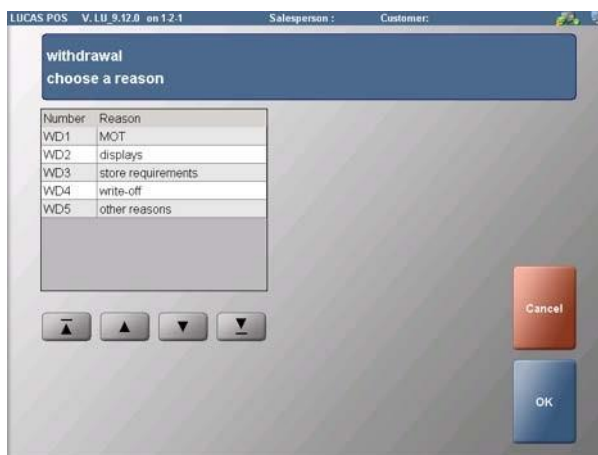 LUCAS POS V. LU_9.12.0 on 1-2-1 Salesperson : Customer:
withdrawal
choose a reason
Number Reason
WD1 MOT
WD2 displays
WD3 store requirements
WD4 write-off
WD5 other reasons
Cancel
OK